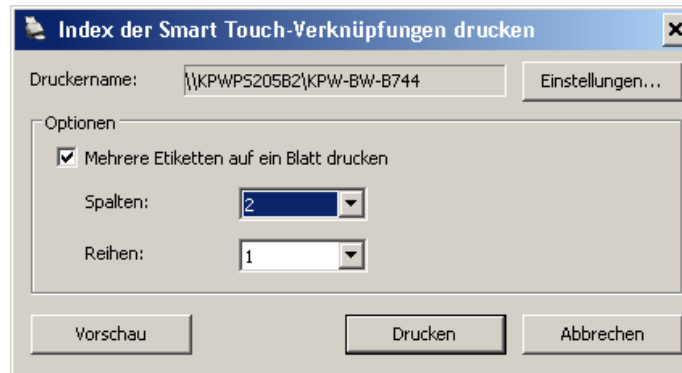 Index der Smart Touch-Verknüpfungen drucken
Druckername: \\KPWPS205B2\KPW-BW-B744 Einstellungen...
Optionen
Mehrere Etiketten auf ein Blatt drucken
Spalten: 2
Reihen: 1
Vorschau Drucken Abbrechen